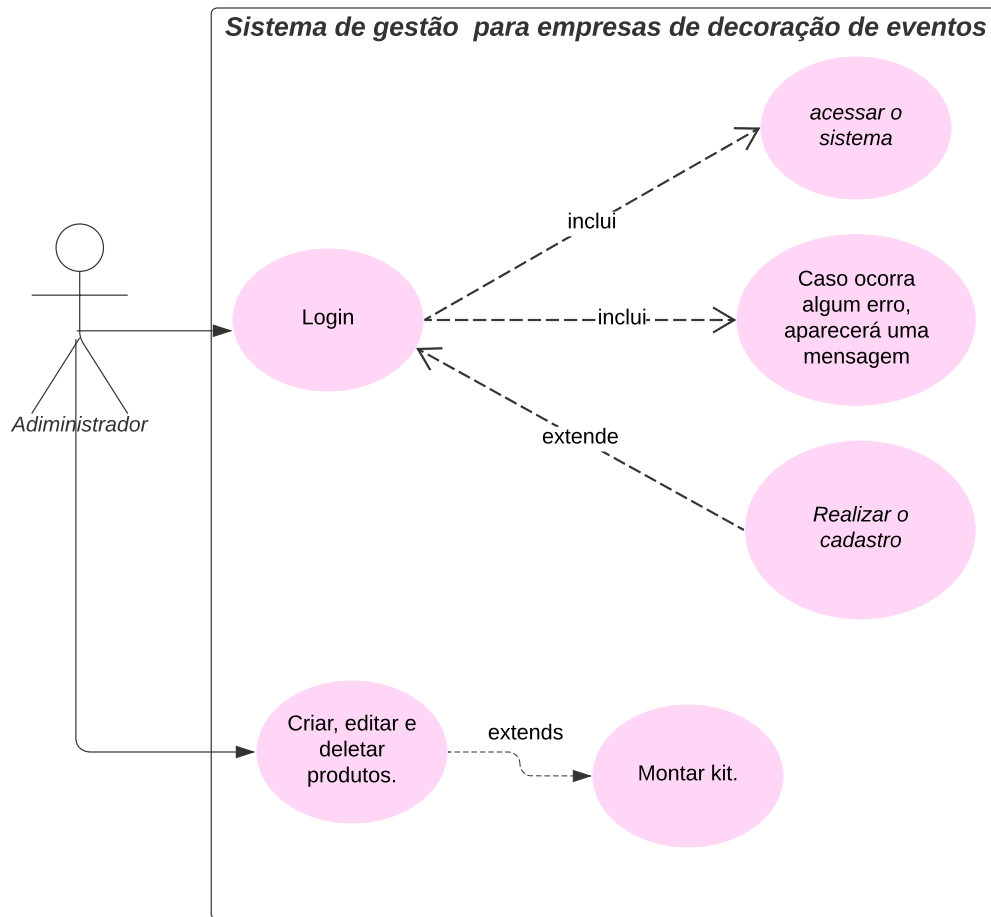 Sistema de gestão  para empresas de decoração de eventos
acessar o
sistema
inclui
Login
inclui
Caso ocorra
algum erro,
aparecerá uma
mensagem
Adiministrador
extende
Realizar o
cadastro
Criar, editar e
deletar
produtos.
extends
Montar kit.